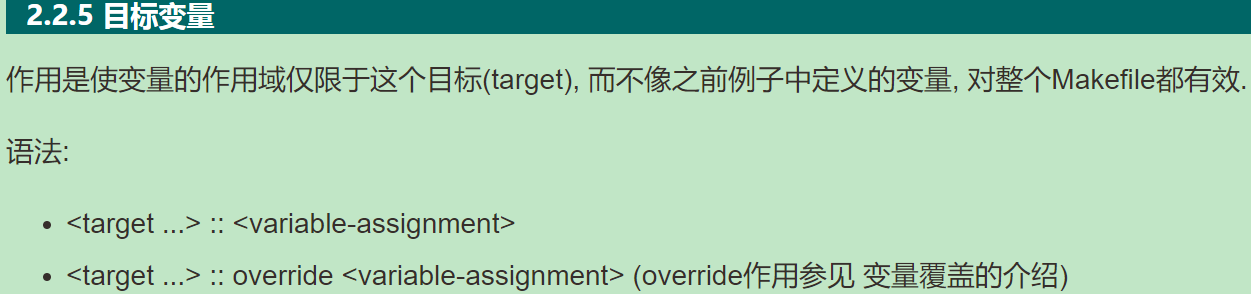 2.2.5 目标变量
作用是使变量的作用域仅限于这个目标(target), 而不像之前例子中定义的变量, 对整个Makefile都有效.
语法:
• <target ...> :: <variable-assignment>
• <target ...> :: override <variable-assignment> (override作用参见 变量覆盖的介绍)